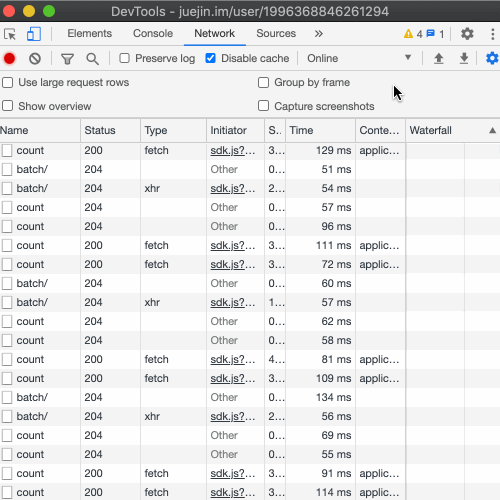 DevTools - juejin.im/user/1996368846261294
Elements Console Network Sources » 4 1
Preserve log Disable cache Online
Use large request rows Group by frame
Show overview Capture screenshots
Name Status Type Initiator S.. Time Conte... Waterfall
count 200 fetch sdk.js?... 3... 129 ms applic...
batch/ 204 Other 0... 51 ms
batch/ 204 xhr sdk.js?... 2... 54 ms
count 204 Other 0... 57 ms
count 204 Other 0... 96 ms
count 200 fetch sdk.js?... 3... 111 ms applic...
count 200 fetch sdk.js?... 3... 72 ms applic...
batch/ 204 Other 0... 60 ms
batch/ 204 xhr sdk.js?... 1... 57 ms
count 204 Other 0... 62 ms
count 204 Other 0... 58 ms
count 200 fetch sdk.js?... 4... 81 ms applic...
count 200 fetch sdk.js?... 3... 109 ms applic...
batch/ 204 Other 0... 134 ms
batch/ 204 xhr sdk.js?... 2... 56 ms
count 204 Other 0... 69 ms
count 204 Other 0... 55 ms
count 200 fetch sdk.js?... 3... 91 ms applic...
count 200 fetch sdk.js?... 3... 114 ms applic...